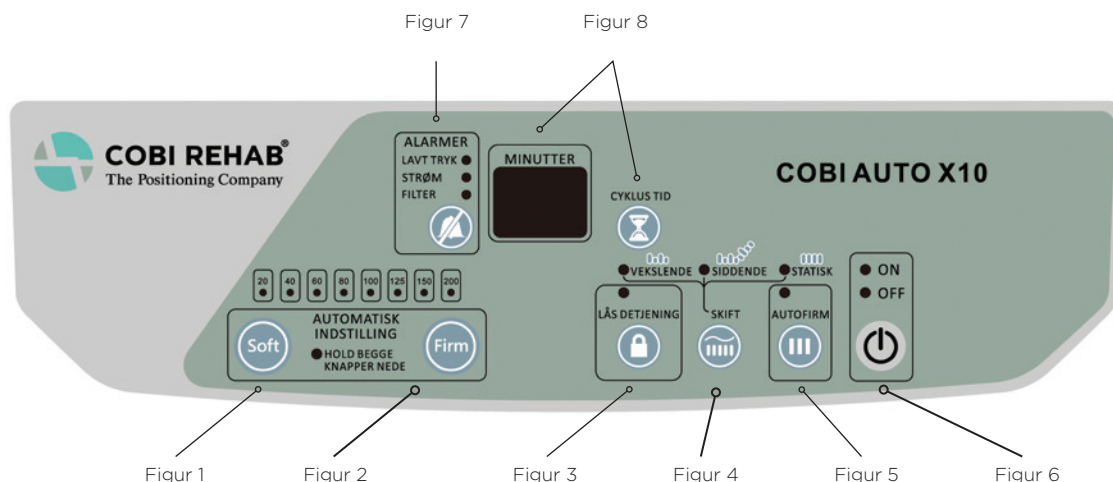 Figur 7
Figur 8
COBI REHAB®
The Positioning Company
ALARMER
LAVT TRYK
STRØM
FILTER
MINUTTER
CYKLUS TID
COBI AUTO X10
VEKSLENDE
SIDDENDE
STATISK
ON
OFF
20 40 60 80 100 125 150 200
AUTOMATISK
INDSTILLING
Soft
Firm
HOLD BEGGE
KNAPPER NEDE
LÅS DETJENING
SKIFT
AUTOFIRM
Figur 1
Figur 2
Figur 3
Figur 4
Figur 5
Figur 6